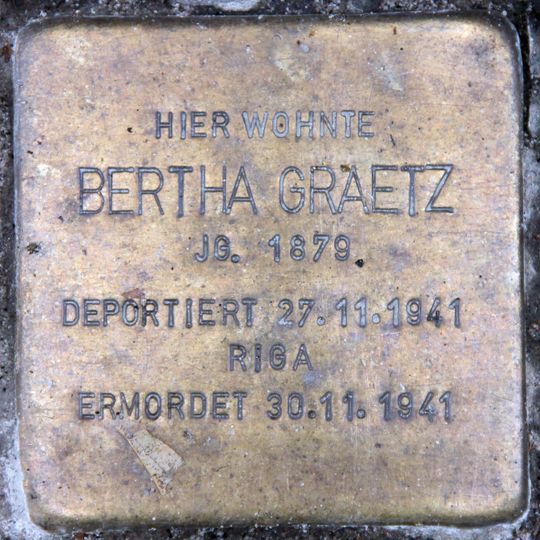 HIER WOHNTE
BERTHA GRAETZ
JG. 1879
DEPORTIERT 27.11.1941
RIGA
ERMORDET 30.11.1941